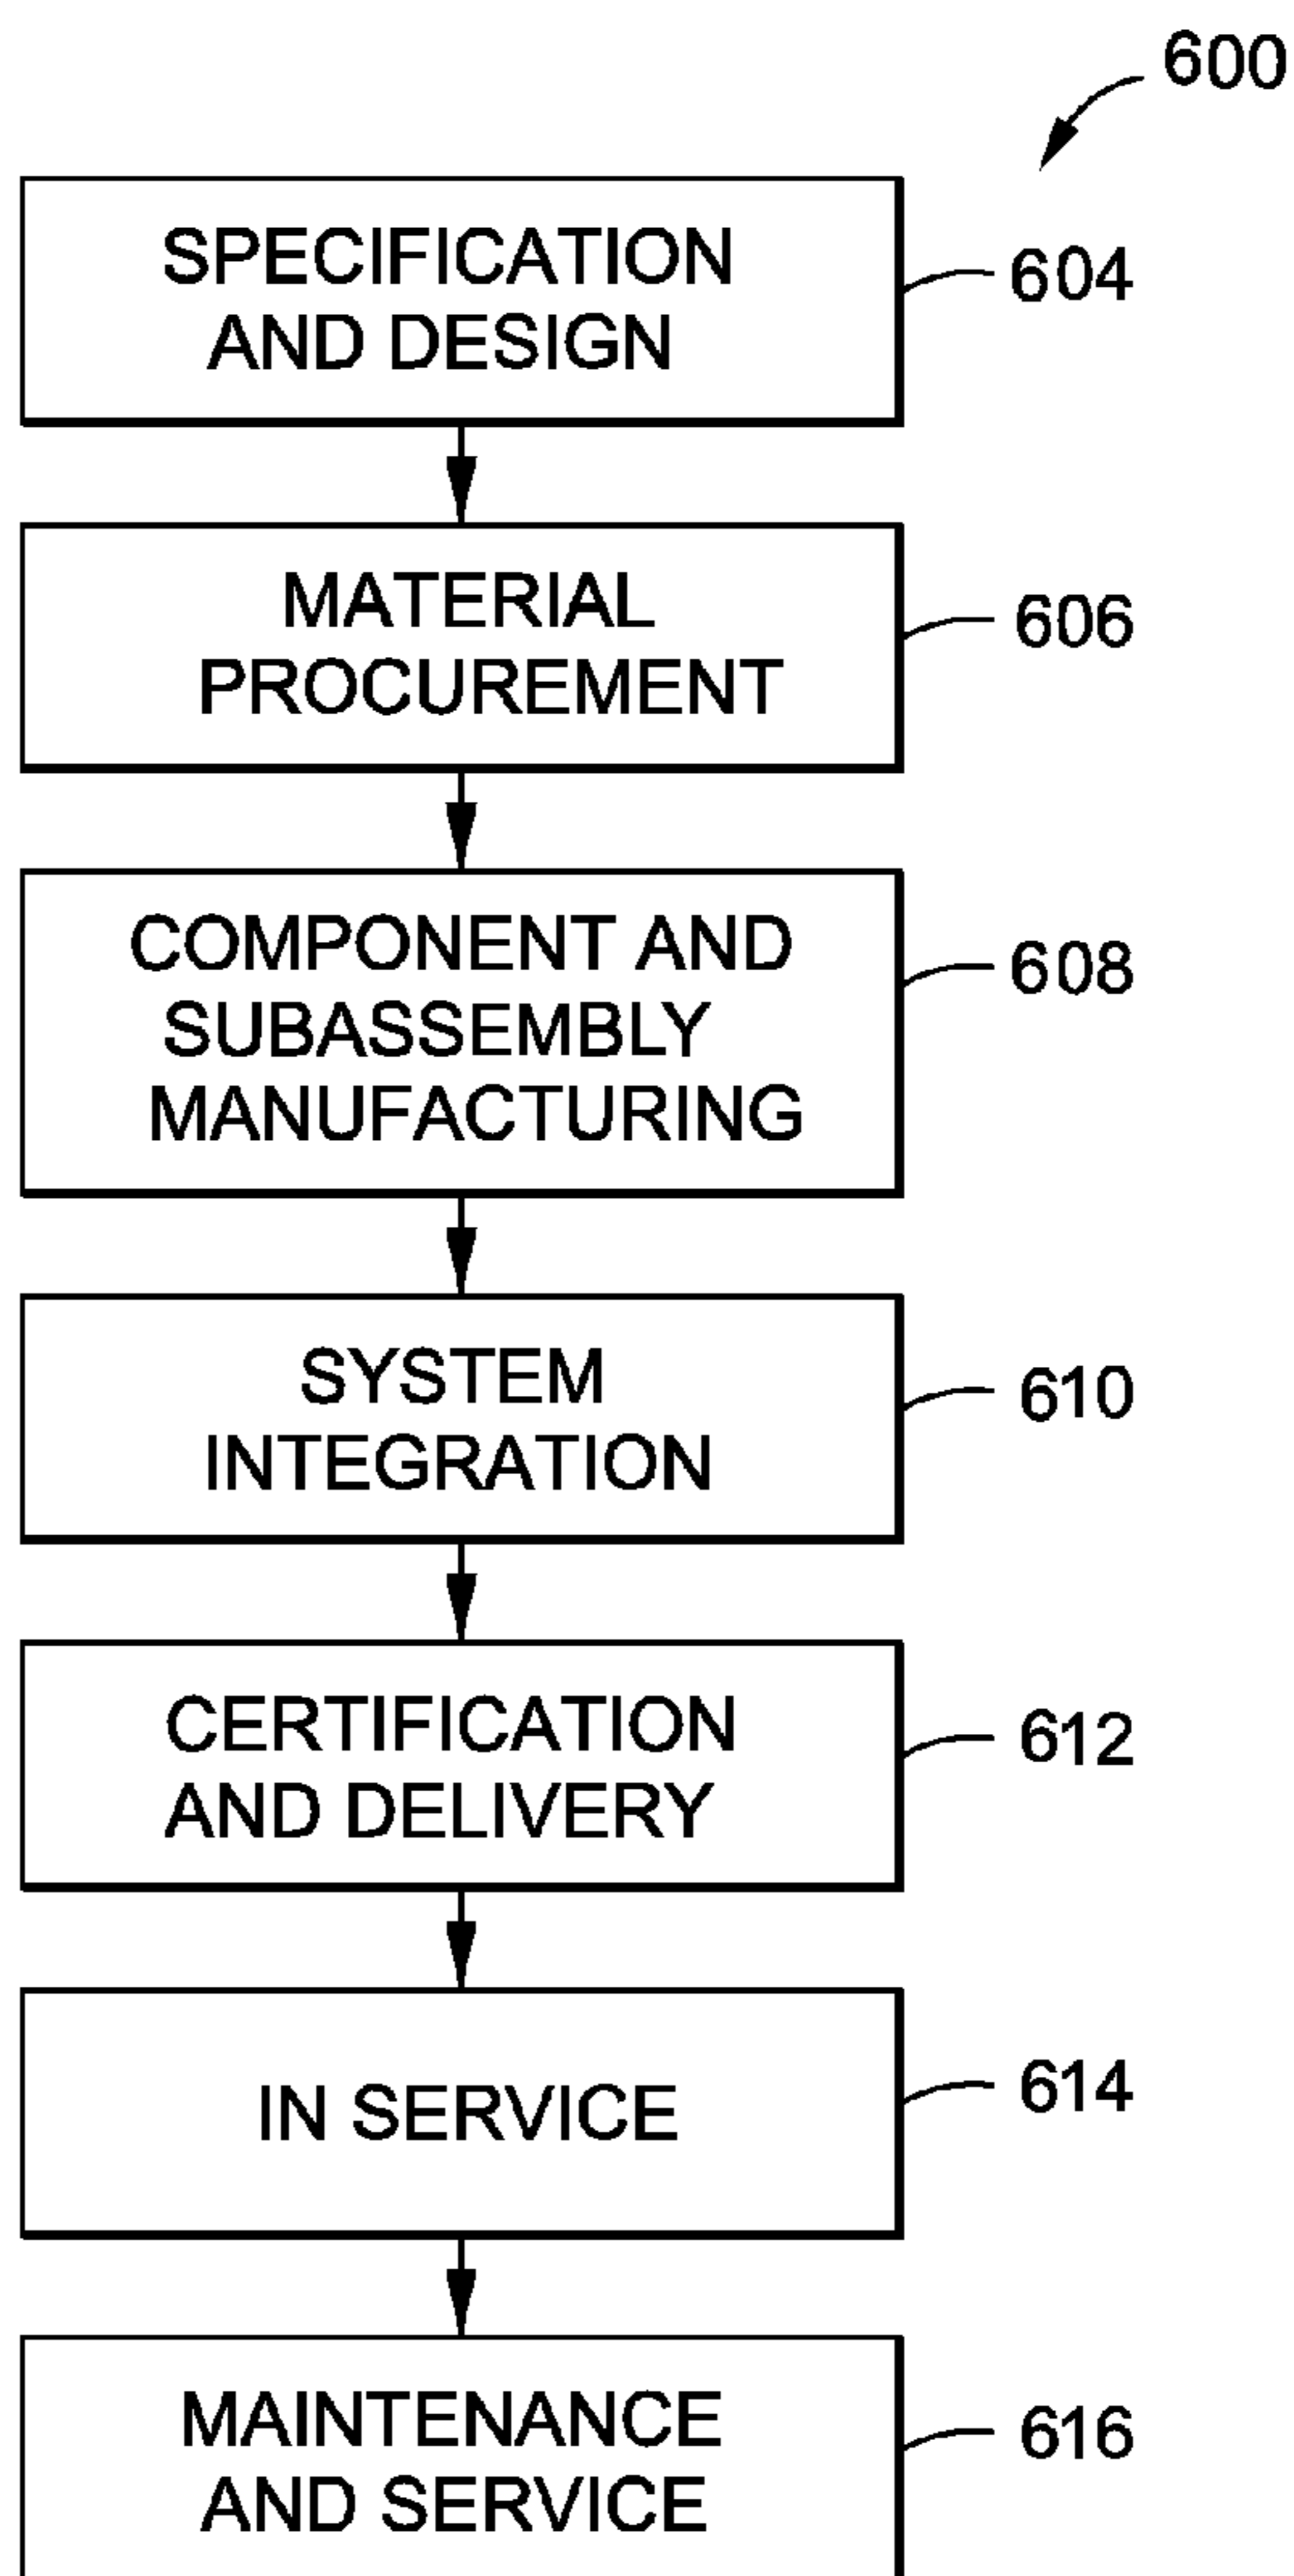 600
SPECIFICATION
AND DESIGN
604
MATERIAL
PROCUREMENT
606
COMPONENT AND
SUBASSEMBLY
MANUFACTURING
608
SYSTEM
INTEGRATION
610
CERTIFICATION
AND DELIVERY
612
IN SERVICE
614
MAINTENANCE
AND SERVICE
616